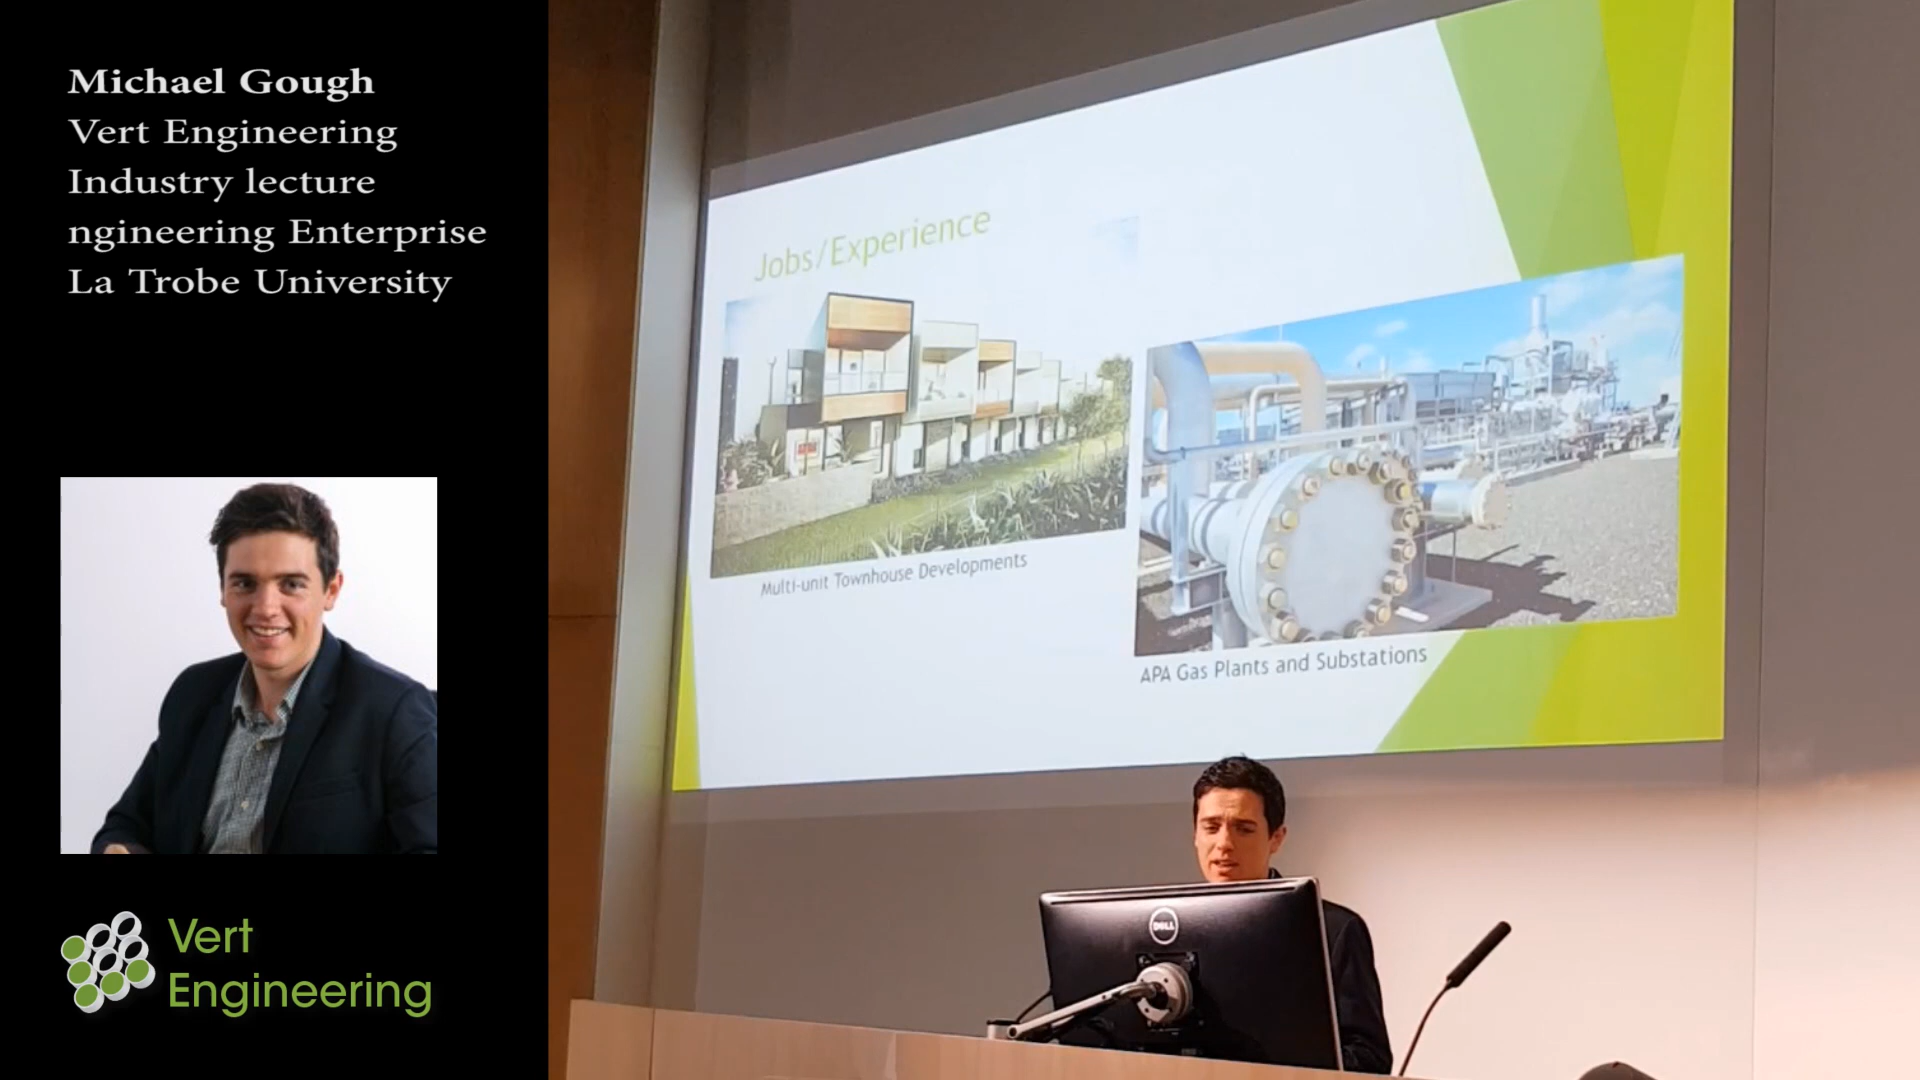 Michael Gough
Vert Engineering
Industry lecture
ngineering Enterprise
La Trobe University
Vert
Engineering
Jobs/Experience
Multi-unit Townhouse Developments
APA Gas Plants and Substations
DELL